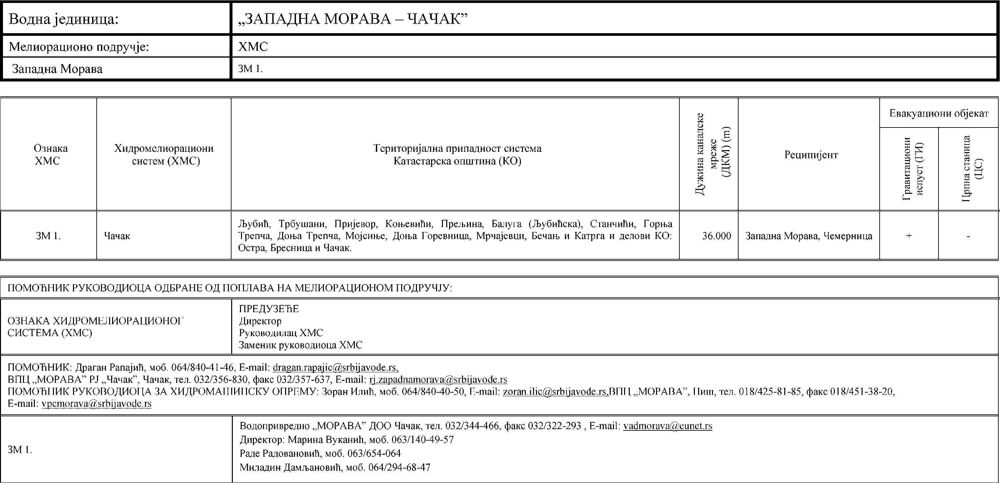 Водна јединица:
„ЗАПАДНА МОРАВА – ЧАЧАК”
Мелиорационо подручје:
ХМС
Западна Морава
ЗМ 1.
Ознака
ХМС
Хидромелиорациони
систем (ХМС)
Територијална припадност система
Катастарска општина (КО)
Дужина каналске
мреже
(ДКМ) (m)
Реципијент
Евакуациони објекат
Гравитациони
испуст (ГИ)
Црпна станица
(ЦС)
ЗМ 1.
Чачак
Љубић, Трбушани, Пријевор, Коњевићи, Прељина, Балуга (Љубићска), Станчићи, Горња
Трепча, Доња Трепча, Мојсиње, Доња Горевница, Мрчајевци, Бечањ и Катрга и делови КО:
Остра, Бресница и Чачак.
36.000
Западна Морава, Чемерница
+
-
ПОМОЋНИК РУКОВОДИОЦА ОДБРАНЕ ОД ПОПЛАВА НА МЕЛИОРАЦИОНОМ ПОДРУЧЈУ:
ОЗНАКА ХИДРОМЕЛИОРАЦИОНОГ
СИСТЕМА (ХМС)
ПРЕДУЗЕЋЕ
Директор
Руководилац ХМС
Заменик руководиоца ХМС
ПОМОЋНИК: Драган Рапајић, моб. 064/840-41-46, E-mail: dragan.rapajic@srbijavode.rs,
ВПЦ „МОРАВА” РЈ „Чачак”, Чачак, тел. 032/356-830, факс 032/357-637, E-mail: rj.zapadnamorava@srbijavode.rs
ПОМОЋНИК РУКОВОДИОЦА ЗА ХИДРОМАШИНСКУ ОПРЕМУ: Зоран Илић, моб. 064/840-40-50, E-mail: zoran.ilic@srbijavode.rs,ВПЦ „МОРАВА”, Ниш, тел. 018/425-81-85, факс 018/451-38-20,
E-mail: vpcmorava@srbijavode.rs
ЗМ 1.
Водопривредно „МОРАВА” ДОО Чачак, тел. 032/344-466, факс 032/322-293 , E-mail: vadmorava@eunet.rs
Директор: Марина Вуканић, моб. 063/140-49-57
Раде Радовановић, моб. 063/654-064
Миладин Дамљановић, моб. 064/294-68-47